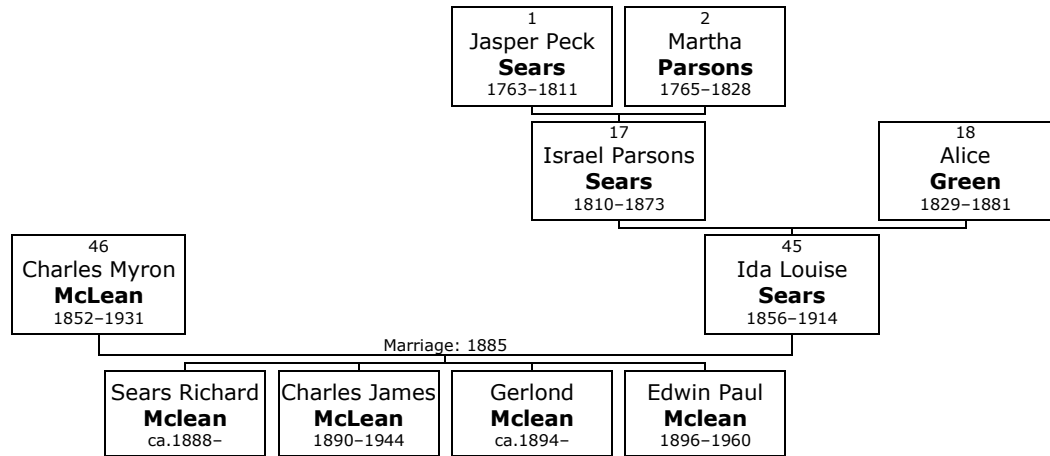 1
Jasper Peck
Sears
1763–1811
2
Martha
Parsons
1765–1828
17
Israel Parsons
Sears
1810–1873
18
Alice
Green
1829–1881
46
Charles Myron
McLean
1852–1931
45
Ida Louise
Sears
1856–1914
Marriage: 1885
Sears Richard
Mclean
ca.1888–
Charles James
McLean
1890–1944
Gerlond
Mclean
ca.1894–
Edwin Paul
Mclean
1896–1960